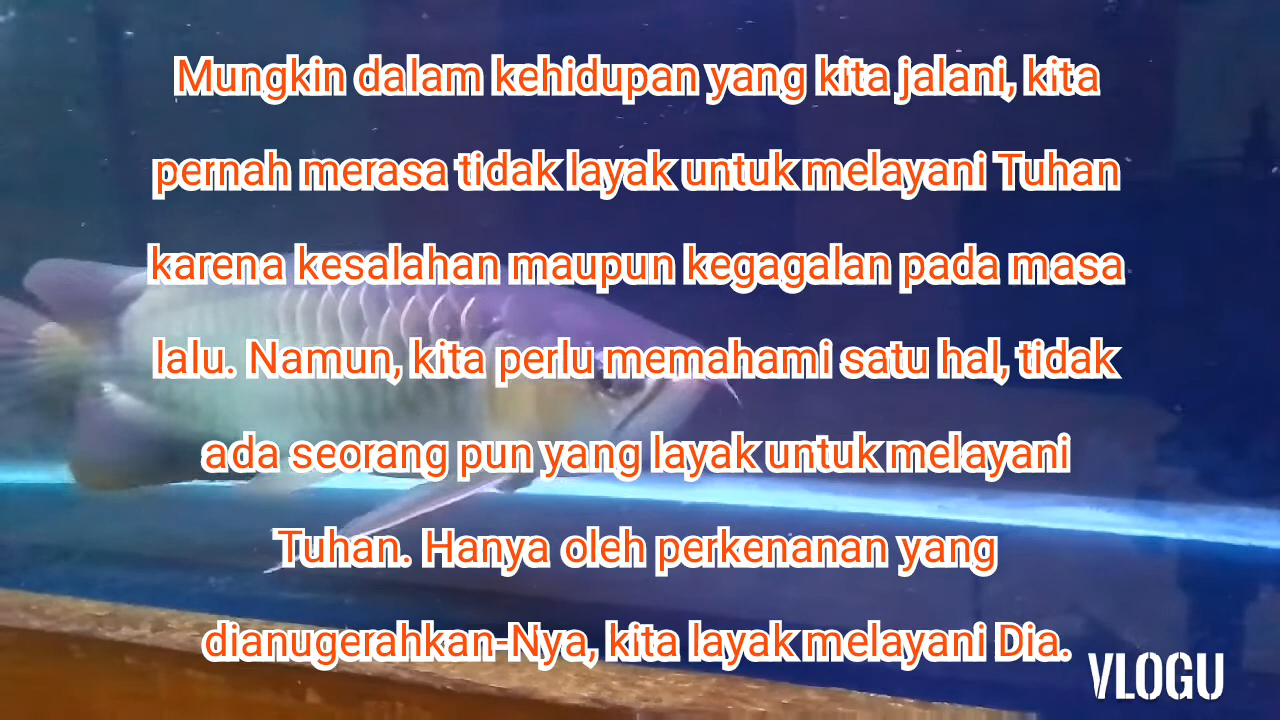 Mungkin dalam kehidupan yang kita jalani, kita
pernah merasa tidak layak untuk melayani Tuhan
karena kesalahan maupun kegagalan pada masa
lalu. Namun, kita perlu memahami satu hal, tidak
ada seorang pun yang layak untuk melayani
Tuhan. Hanya oleh perkenanan yang
dianugerahkan-Nya, kita layak melayani Dia.
VLOGU